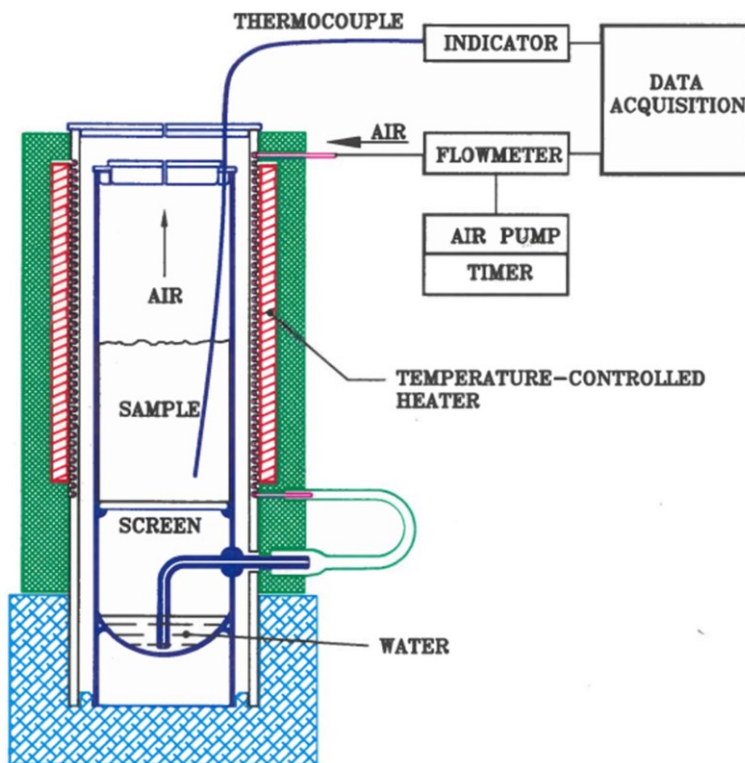 THERMOCOUPLE
INDICATOR
DATA
ACQUISITION
AIR
FLOWMETER
AIR PUMP
TIMER
AIR
TEMPERATURE-CONTROLLED
HEATER
SAMPLE
SCREEN
WATER